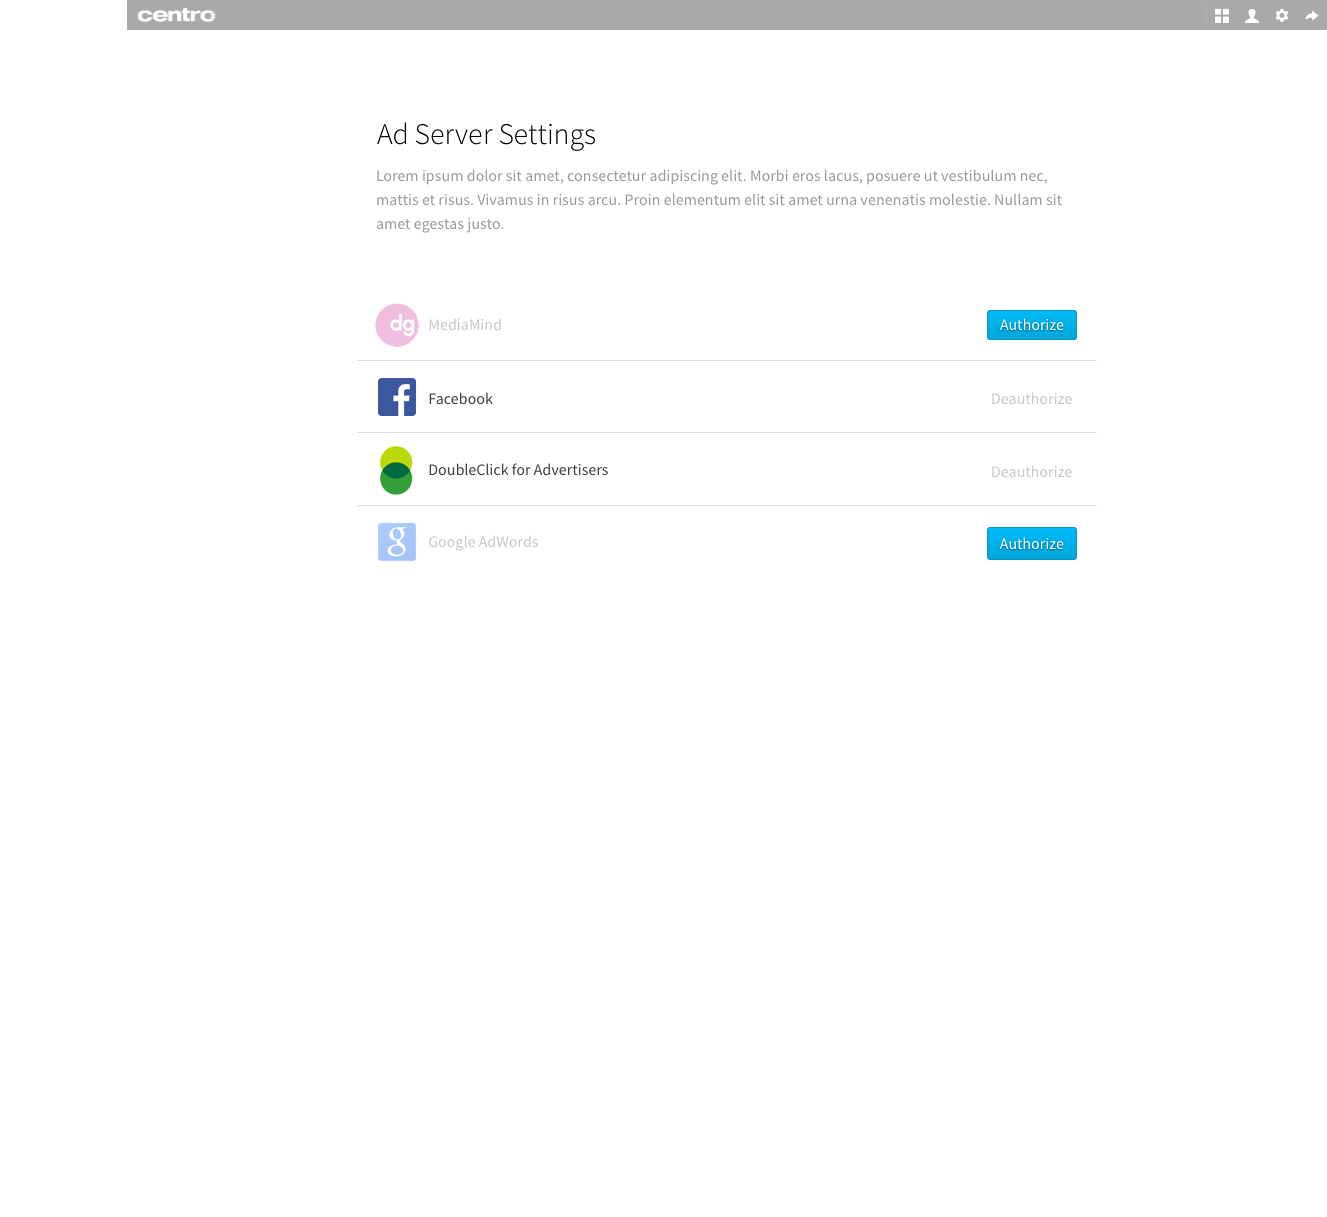 centro
Ad Server Settings
Lorem ipsum dolor sit amet, consectetur adipiscing elit. Morbi eros lacus, posuere ut vestibulum nec,
mattis et risus. Vivamus in risus arcu. Proin elementum elit sit amet urna venenatis molestie. Nullam sit
amet egestas justo.
dg MediaMind Authorize
f Facebook Deauthorize
DoubleClick for Advertisers Deauthorize
g Google AdWords Authorize